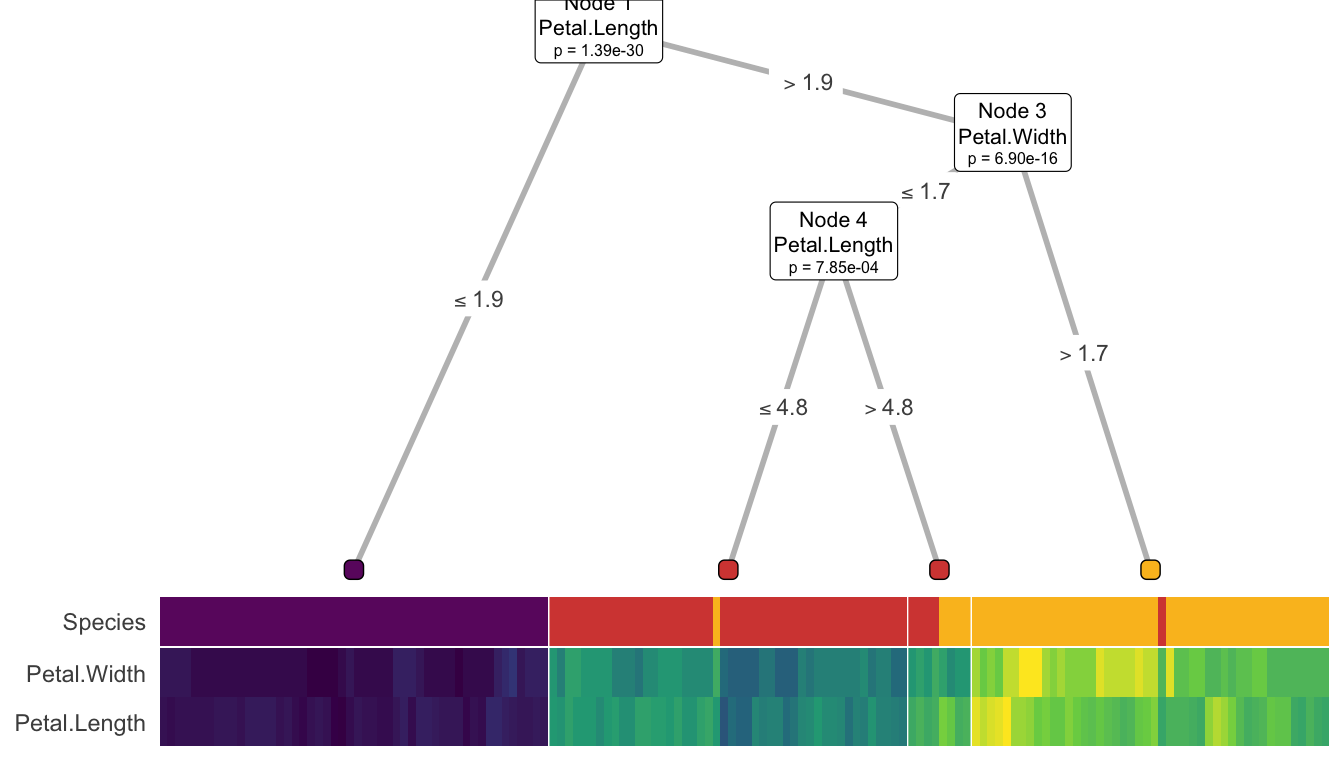 Node 1
Petal.Length
p = 1.39e-30
> 1.9
Node 3
Petal.Width
p = 6.90e-16
≤ 1.7
Node 4
Petal.Length
p = 7.85e-04
≤ 1.9
> 1.7
≤ 4.8
> 4.8
Species
Petal.Width
Petal.Length